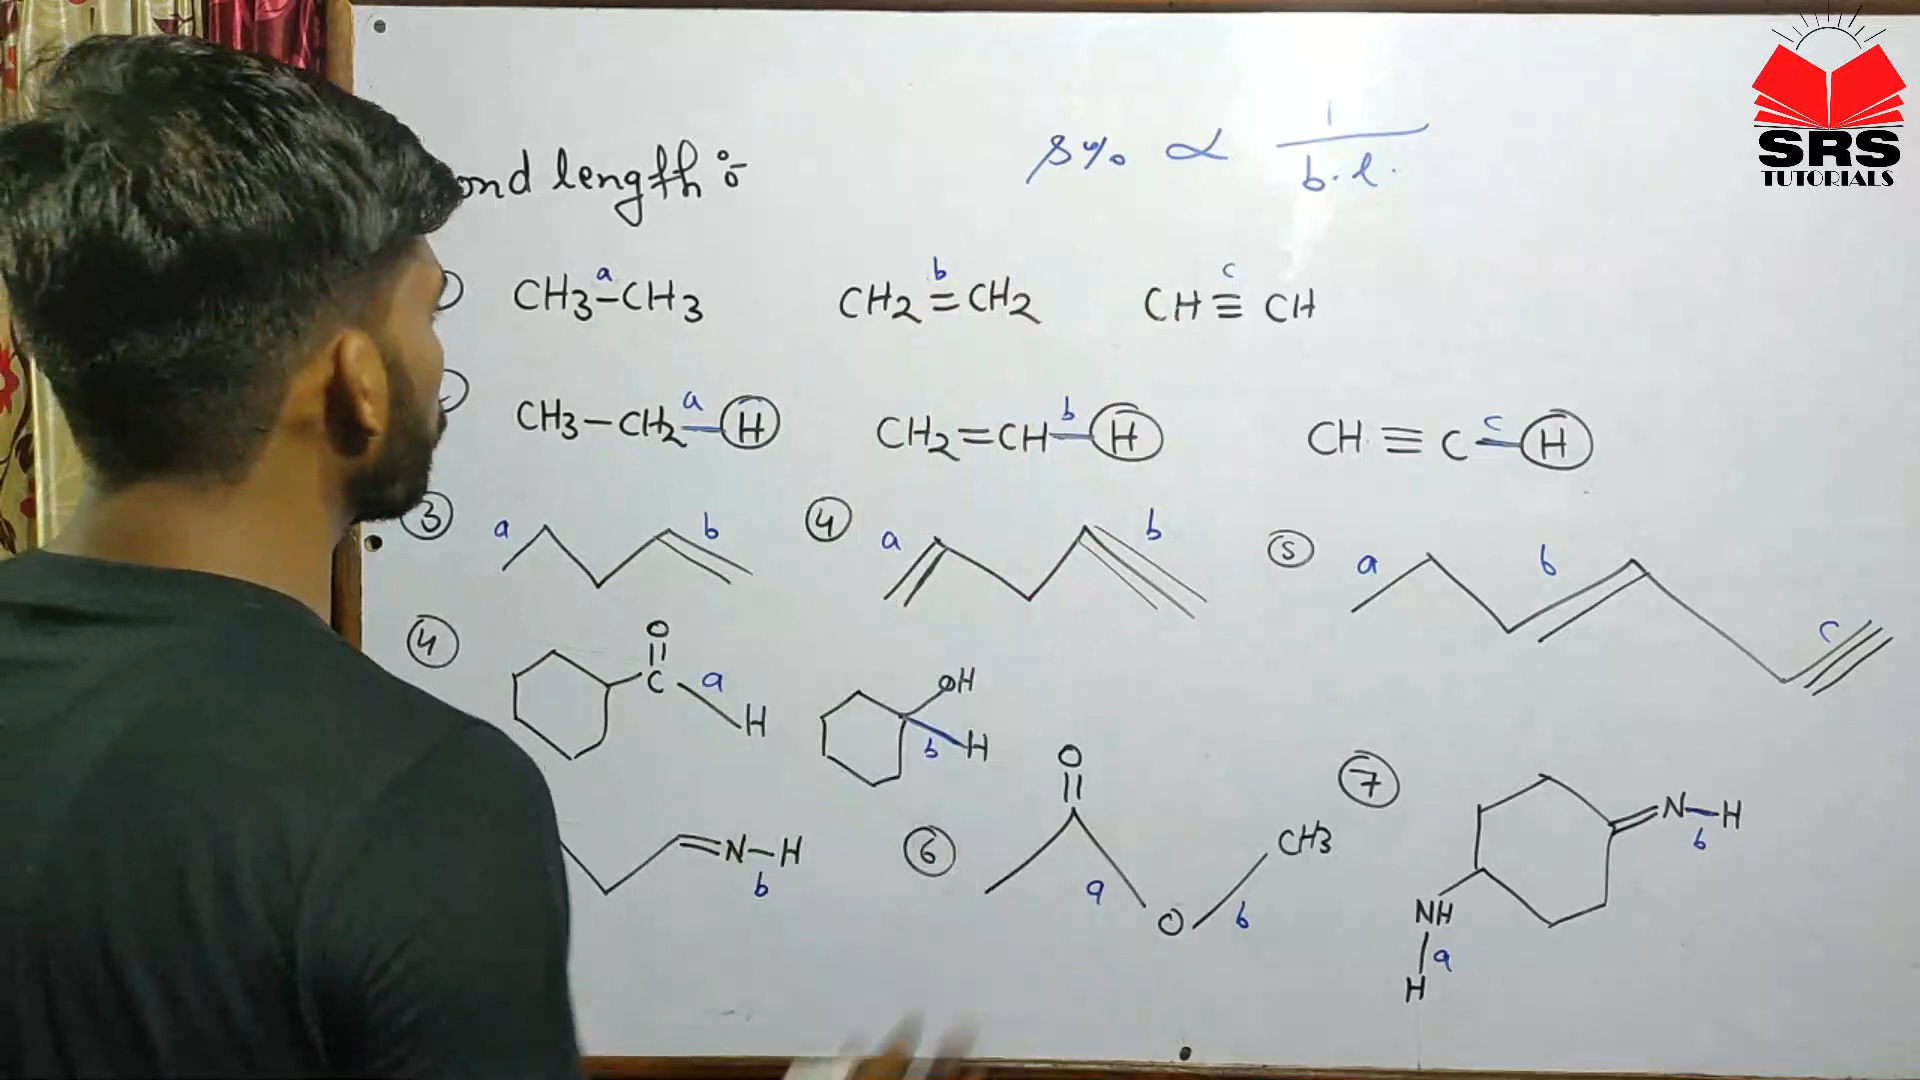 ond length :
s% ∝ 1/b.l.
SRS
TUTORIALS
CH3-CH3 a
CH2=CH2 b
CH≡CH c
CH3-CH2-H a
CH2=CH-H b
CH≡C-H c
3 a b
4 a b
5 a b c
4 O C a H
OH b H
N-H b
6 O a O b CH3
7 N-H b
NH a H